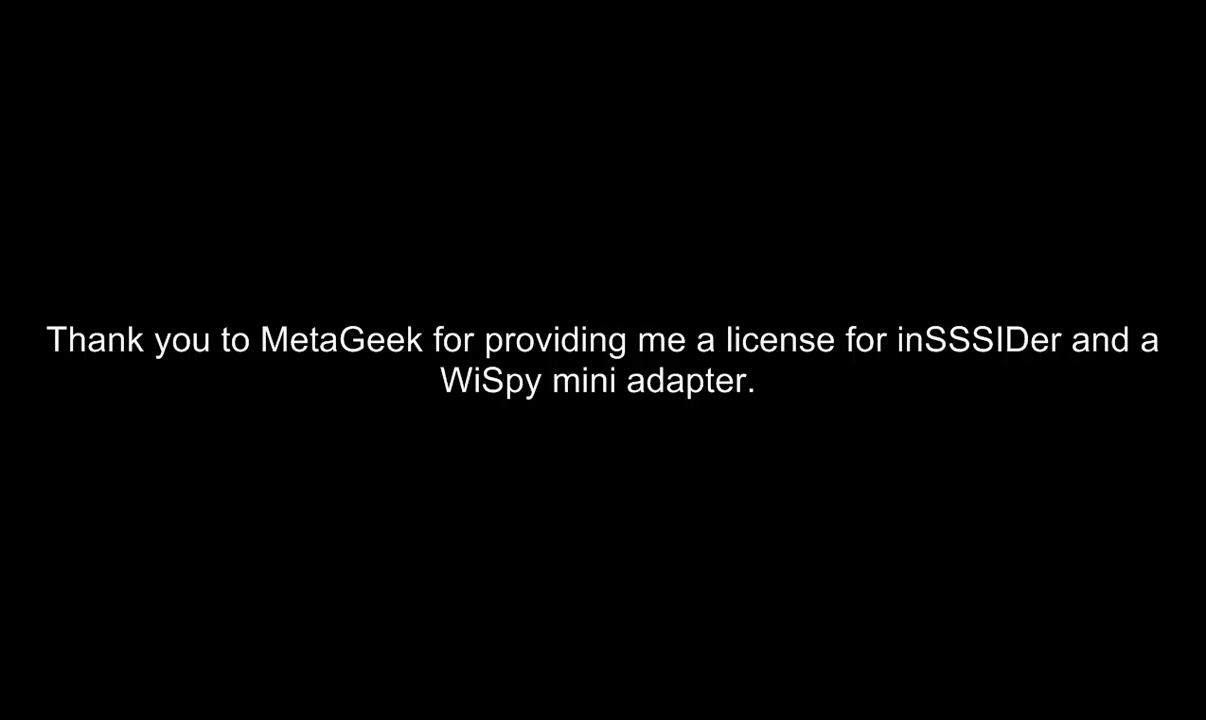 Thank you to MetaGeek for providing me a license for inSSSIDer and a
WiSpy mini adapter.